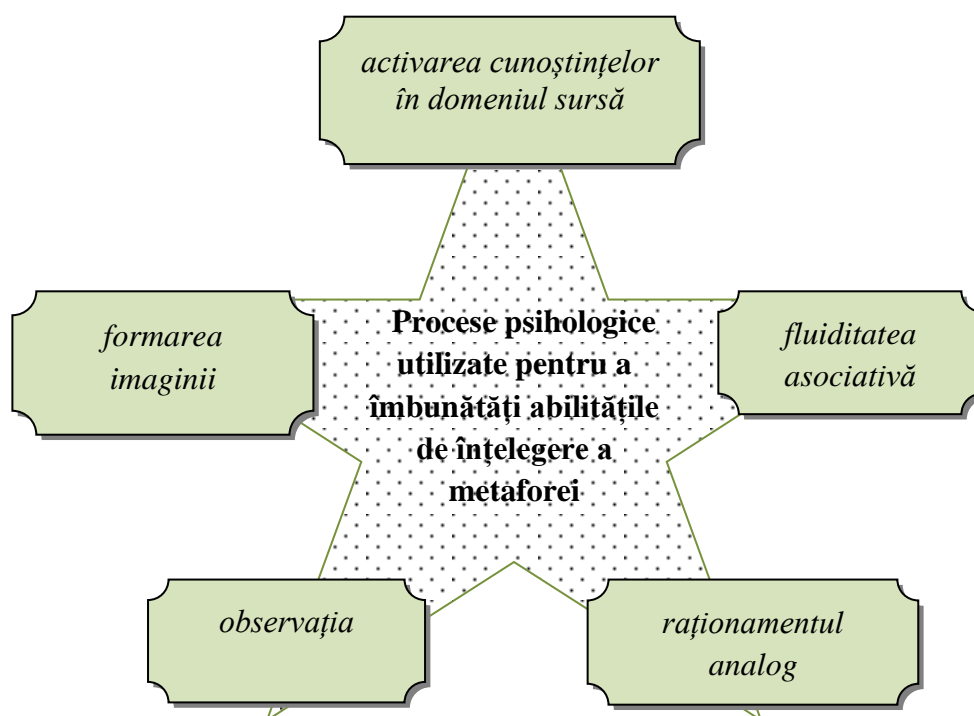 activarea cunoștințelor
în domeniul sursă
formarea
imaginii
Procese psihologice
utilizate pentru a
îmbunătăți abilitățile
de înțelegere a
metaforei
fluiditatea
asociativă
observația
raționamentul
analog